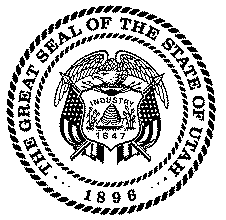 THE GREAT SEAL OF THE STATE OF UTAH
INDUSTRY
1847
1896